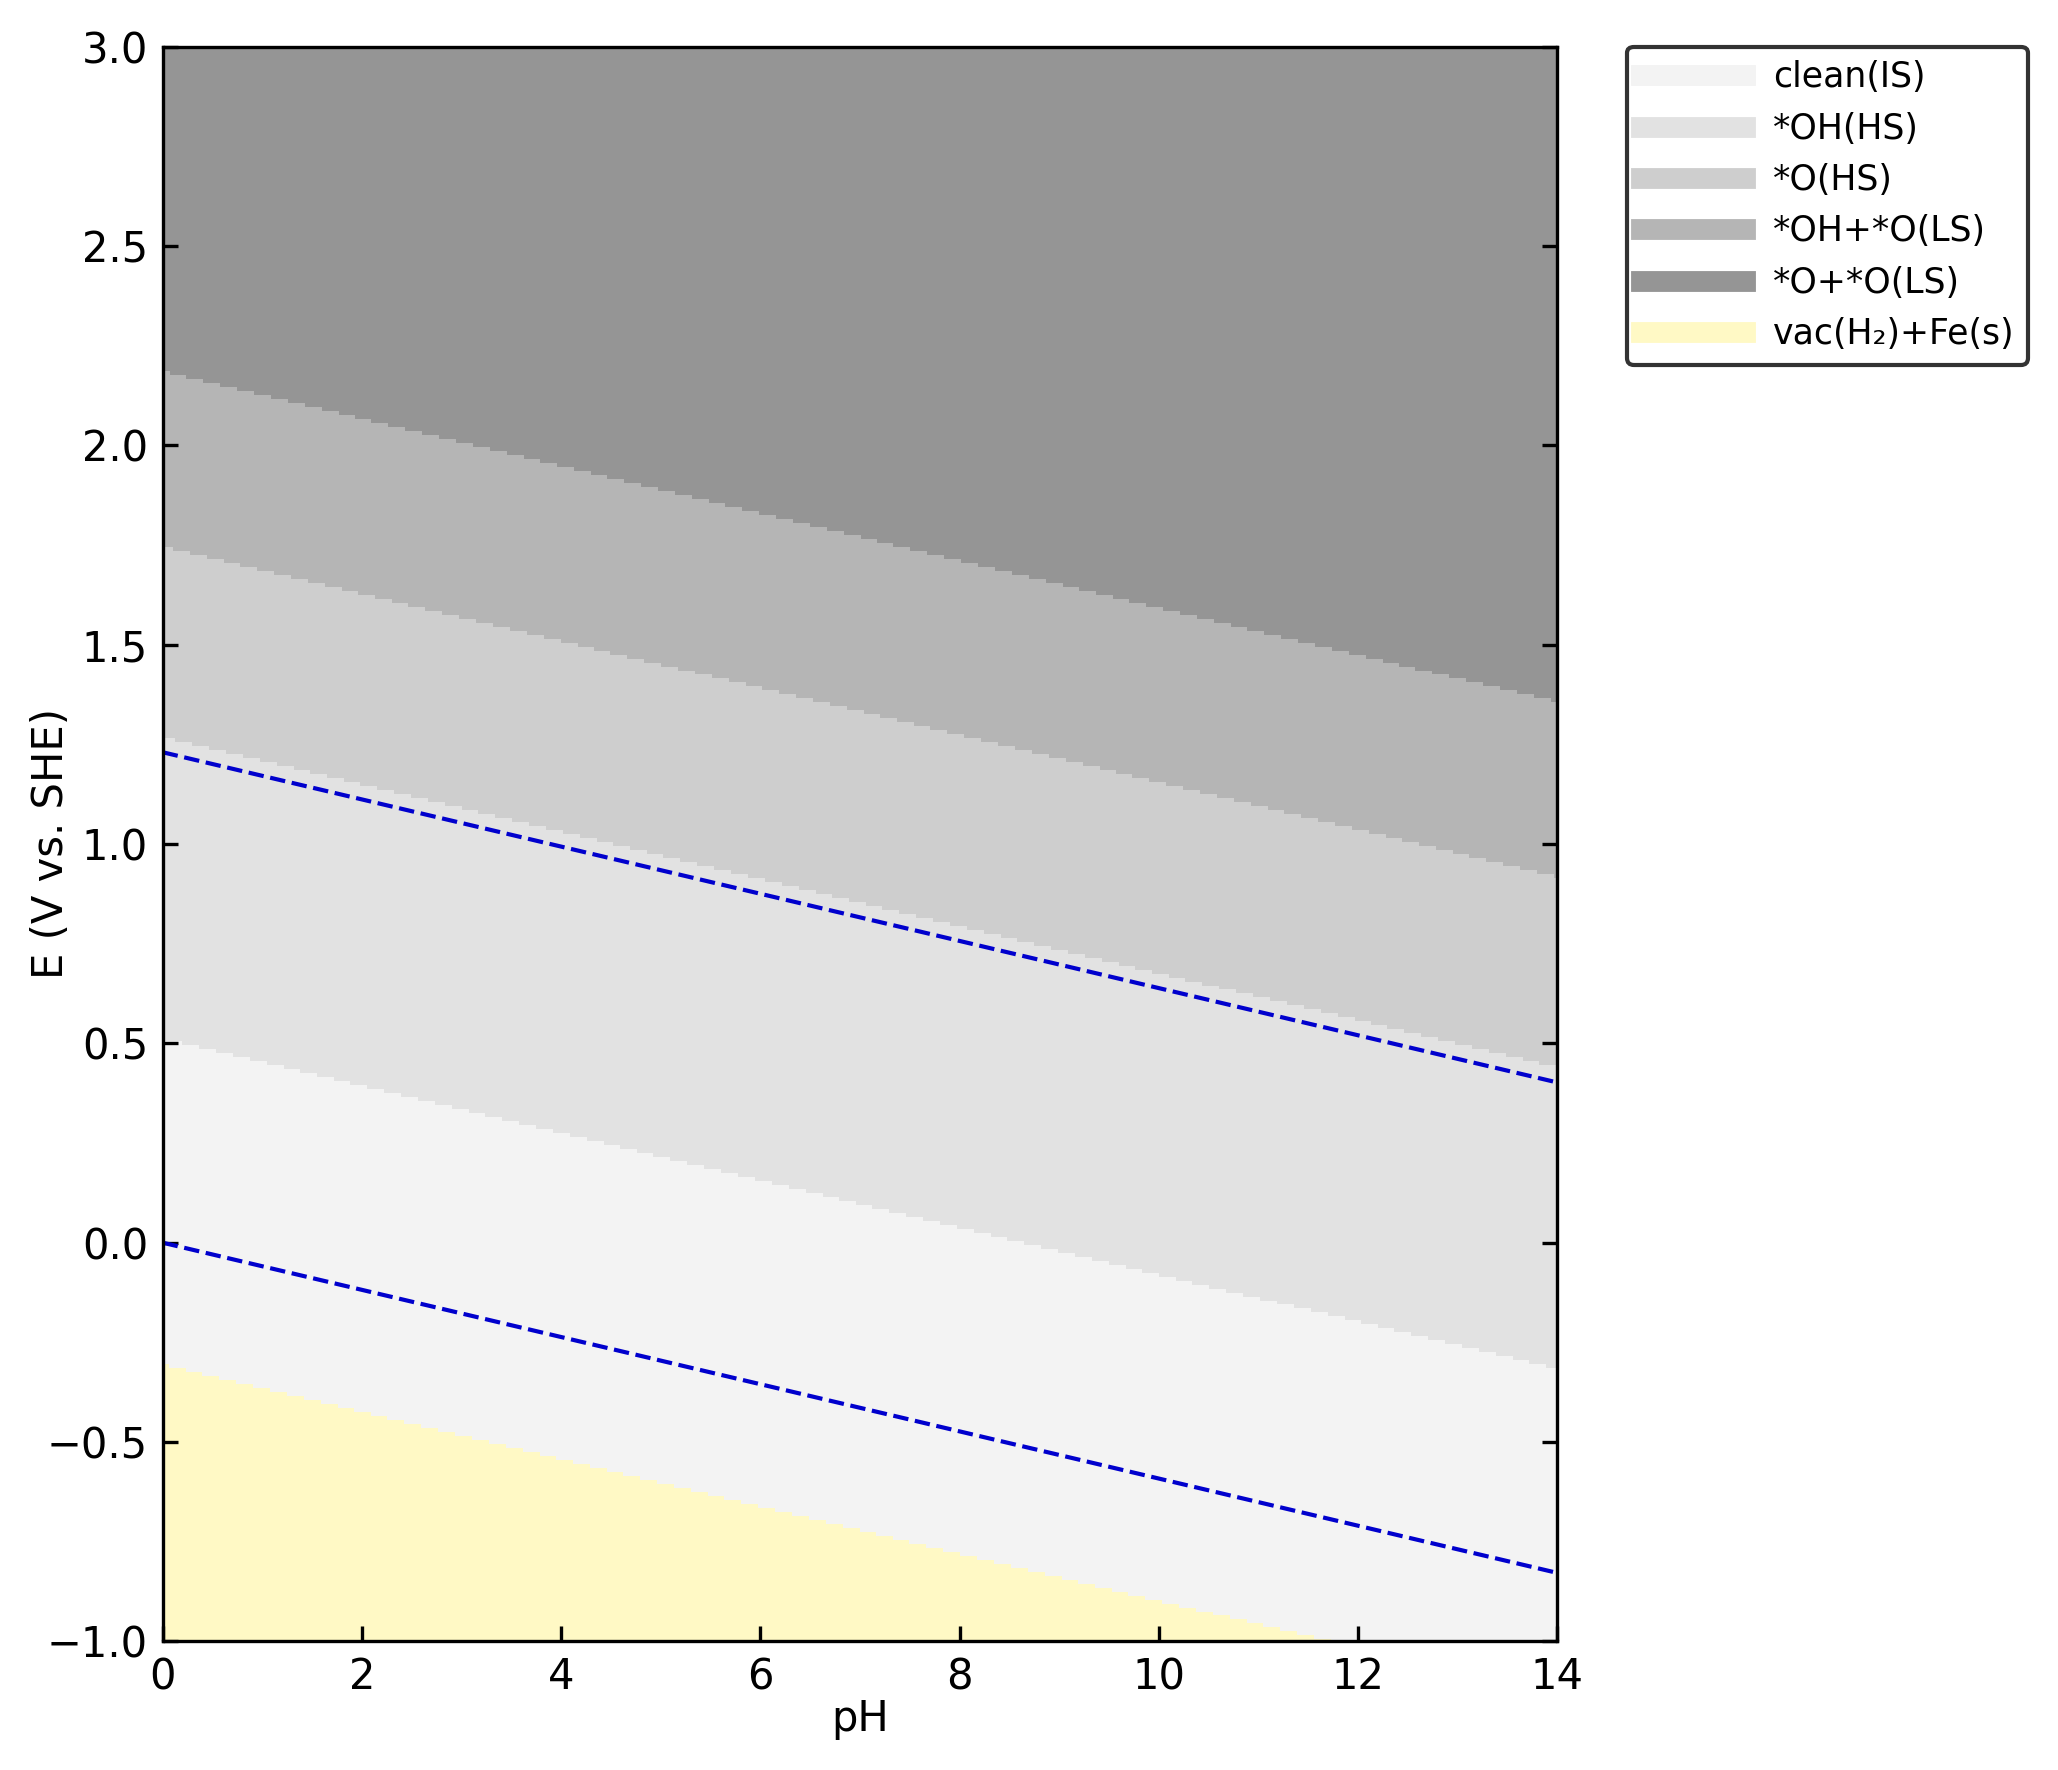 3.0
2.5
2.0
1.5
1.0
0.5
0.0
−0.5
−1.0
E (V vs. SHE)
0 2 4 6 8 10 12 14
pH
clean(IS)
*OH(HS)
*O(HS)
*OH+*O(LS)
*O+*O(LS)
vac(H₂)+Fe(s)